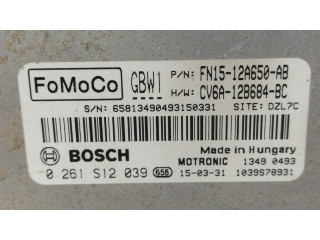 FoMoCo GBW1 P/N: FN15-12A650-AB
H/W: CV6A-12B684-BC
S/N: 65813490493150331 SITE: DZL7C
BOSCH Made in Hungary
MOTRONIC 1349 0493
0 261 S12 039 658 15-03-31 1039S78931